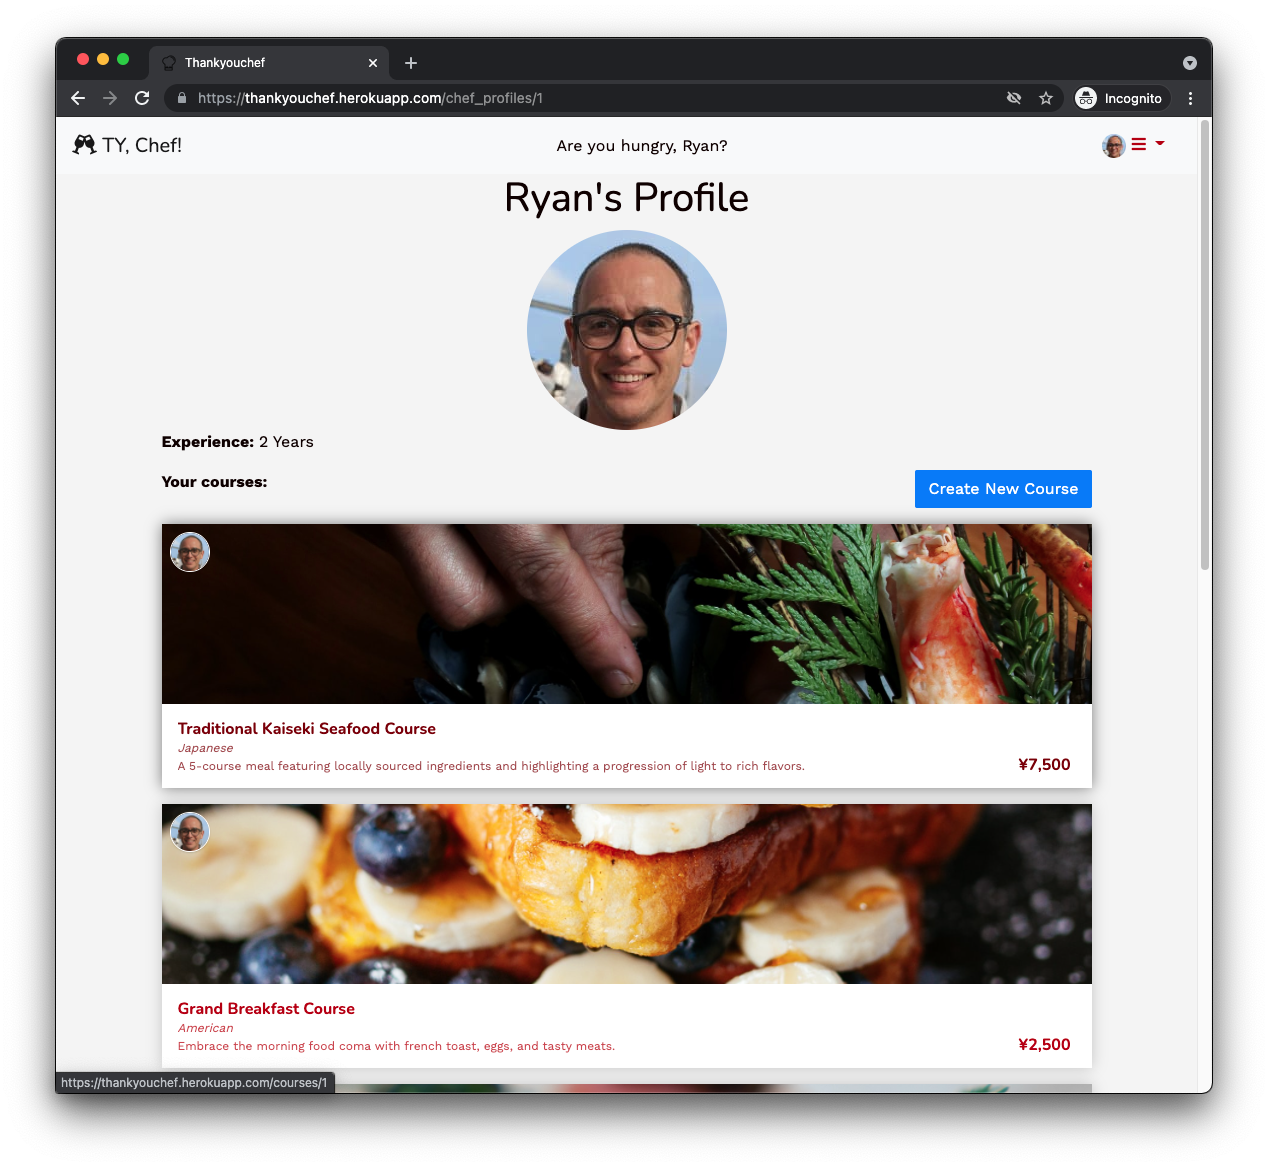 Thankyouchef
https://thankyouchef.herokuapp.com/chef_profiles/1
Incognito
TY, Chef!
Are you hungry, Ryan?
Ryan's Profile
Experience: 2 Years
Your courses:
Create New Course
Traditional Kaiseki Seafood Course
Japanese
A 5-course meal featuring locally sourced ingredients and highlighting a progression of light to rich flavors.
¥7,500
Grand Breakfast Course
American
Embrace the morning food coma with french toast, eggs, and tasty meats.
¥2,500
https://thankyouchef.herokuapp.com/courses/1